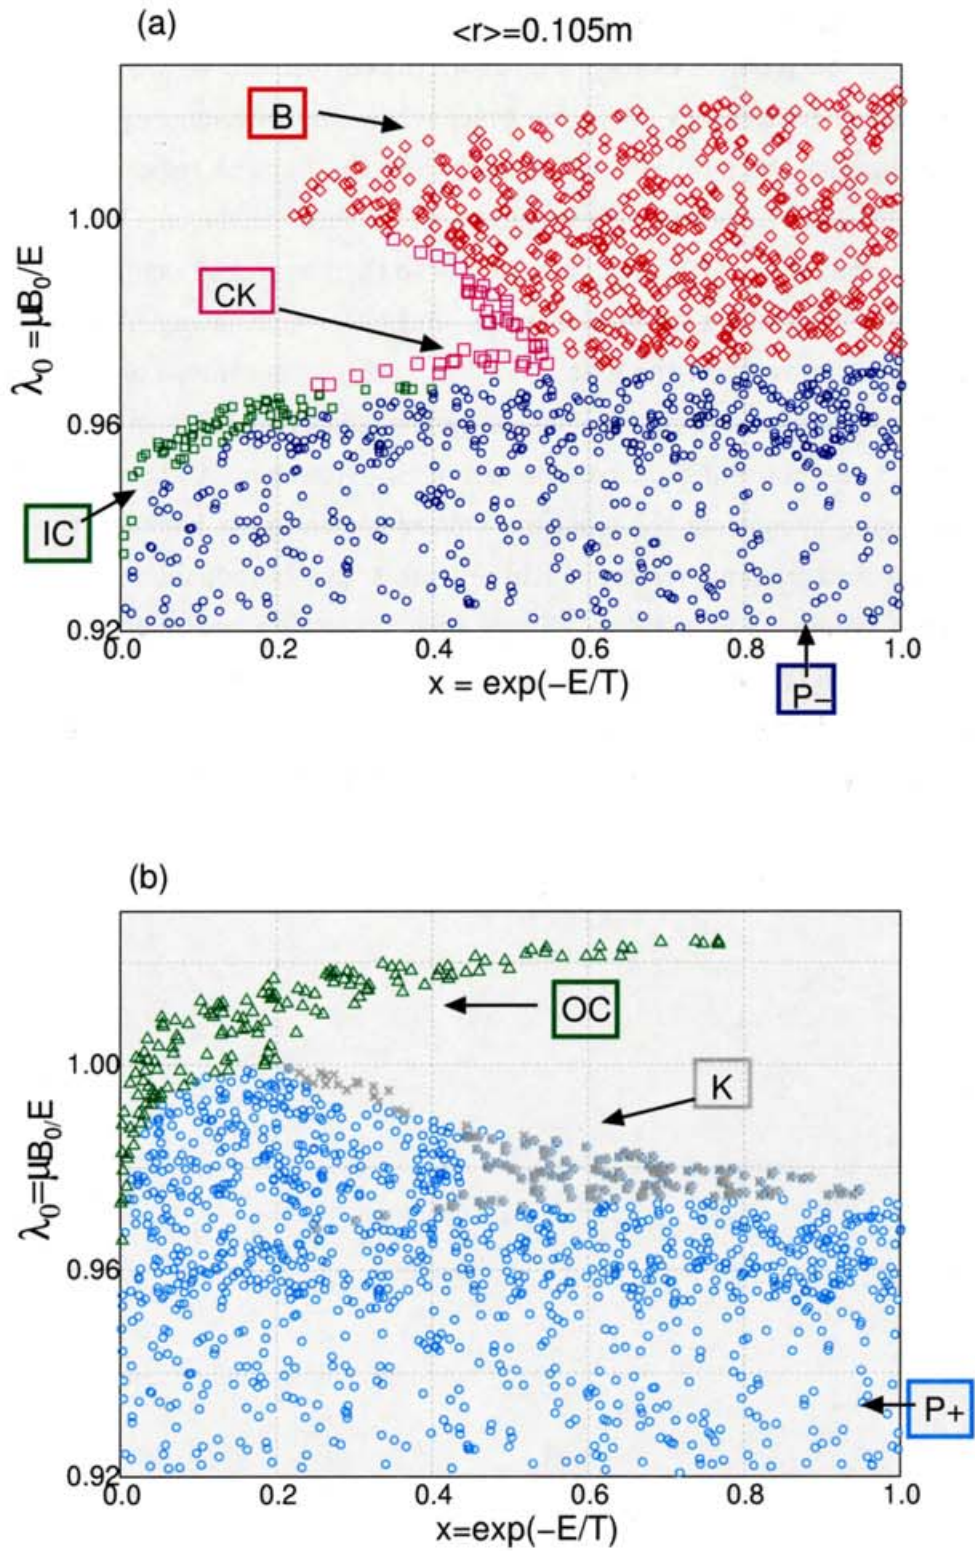 (a)
<r>=0.105m
B
1.00
CK
λ₀ =μB₀/E
0.96
IC
0.92
0.0 0.2 0.4 0.6 0.8 1.0
x = exp(−E/T)
P−
(b)
OC
1.00
K
λ₀=μB₀/E
0.96
P+
0.92
0.0 0.2 0.4 0.6 0.8 1.0
x=exp(−E/T)